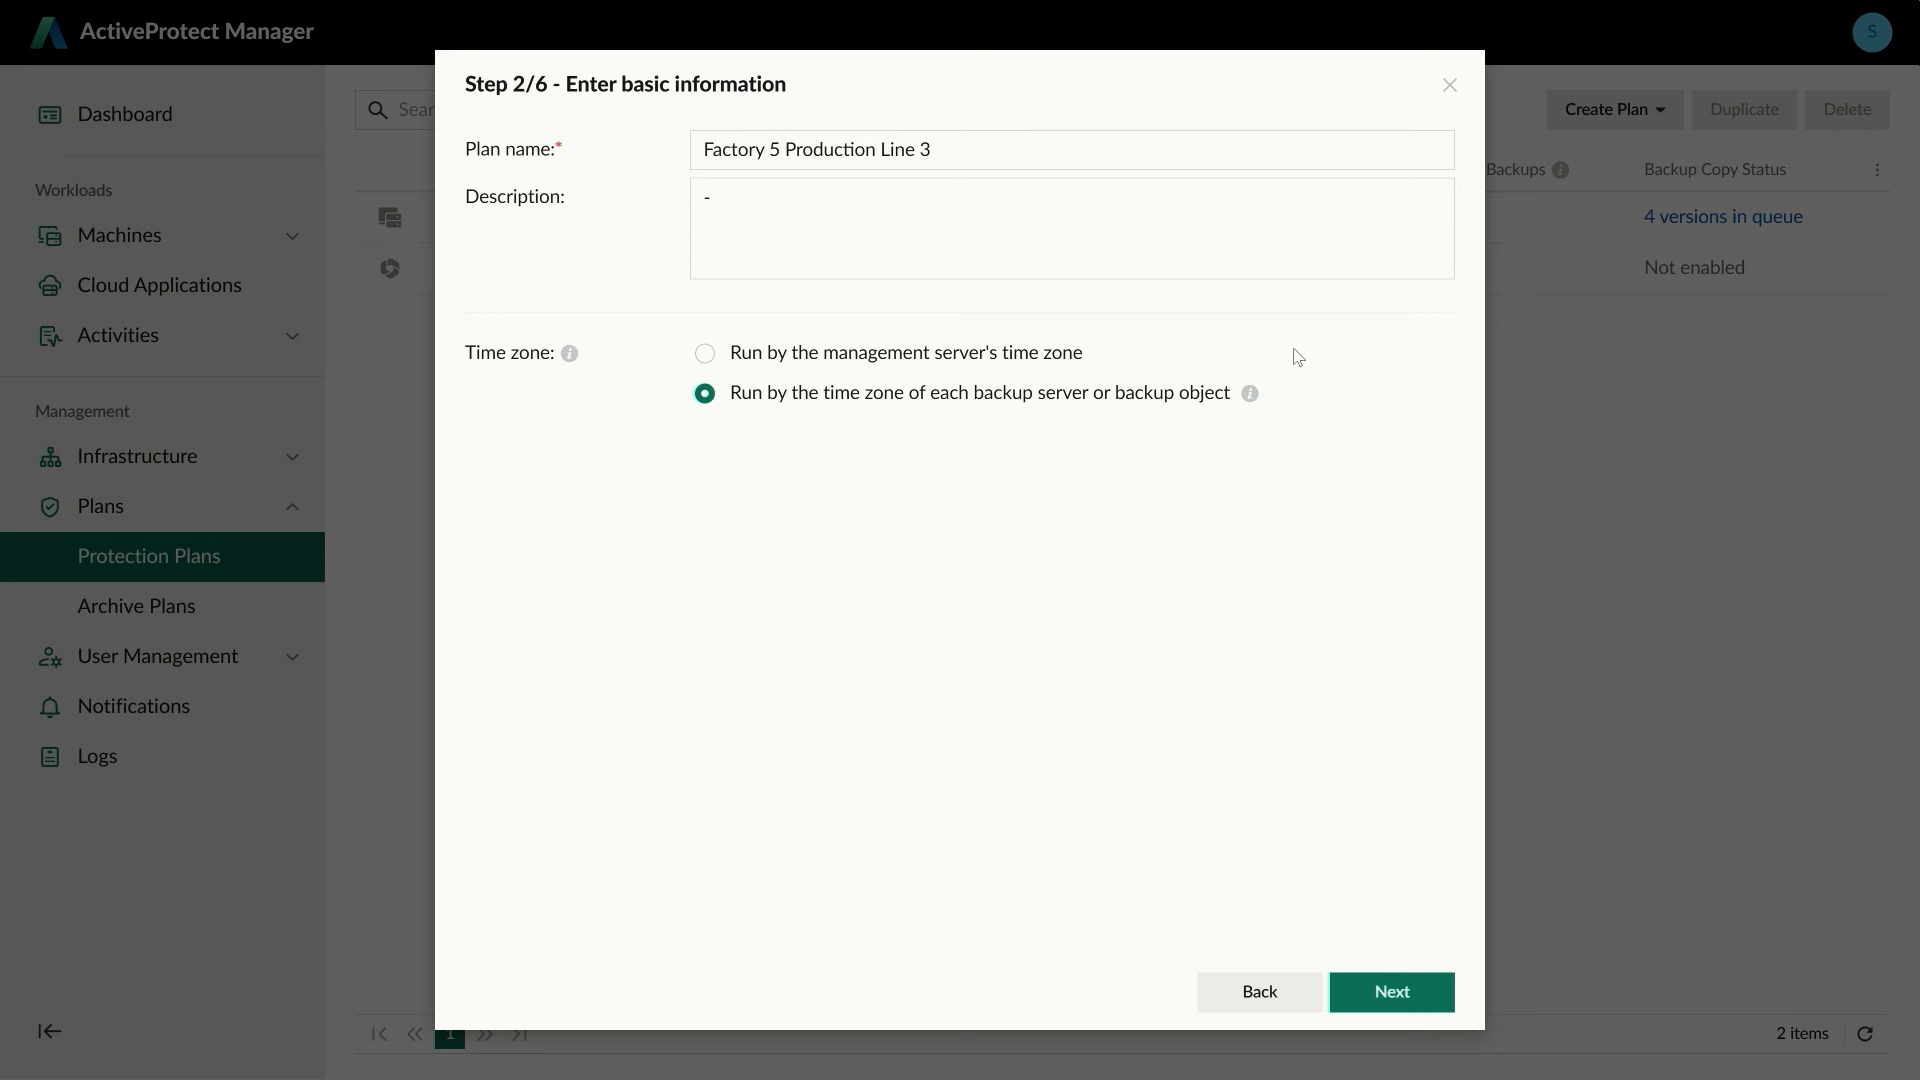 ActiveProtect Manager
S
Step 2/6 - Enter basic information
Dashboard
Sear
Create Plan
Duplicate
Delete
Plan name:*
Factory 5 Production Line 3
Backups
Backup Copy Status
Workloads
Description:
-
Machines
4 versions in queue
Cloud Applications
Not enabled
Activities
Time zone:
Run by the management server's time zone
Run by the time zone of each backup server or backup object
Management
Infrastructure
Plans
Protection Plans
Archive Plans
User Management
Notifications
Logs
Back
Next
1
2 items